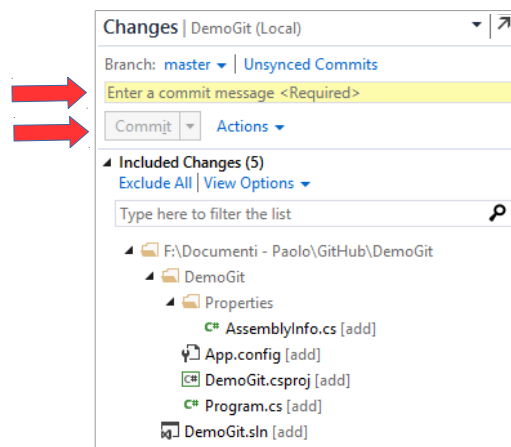 Changes | DemoGit (Local)
Branch: master | Unsynced Commits
Enter a commit message <Required>
Commit Actions
Included Changes (5)
Exclude All | View Options
Type here to filter the list
F:\Documenti - Paolo\GitHub\DemoGit
DemoGit
Properties
C# AssemblyInfo.cs [add]
App.config [add]
C# DemoGit.csproj [add]
C# Program.cs [add]
DemoGit.sln [add]